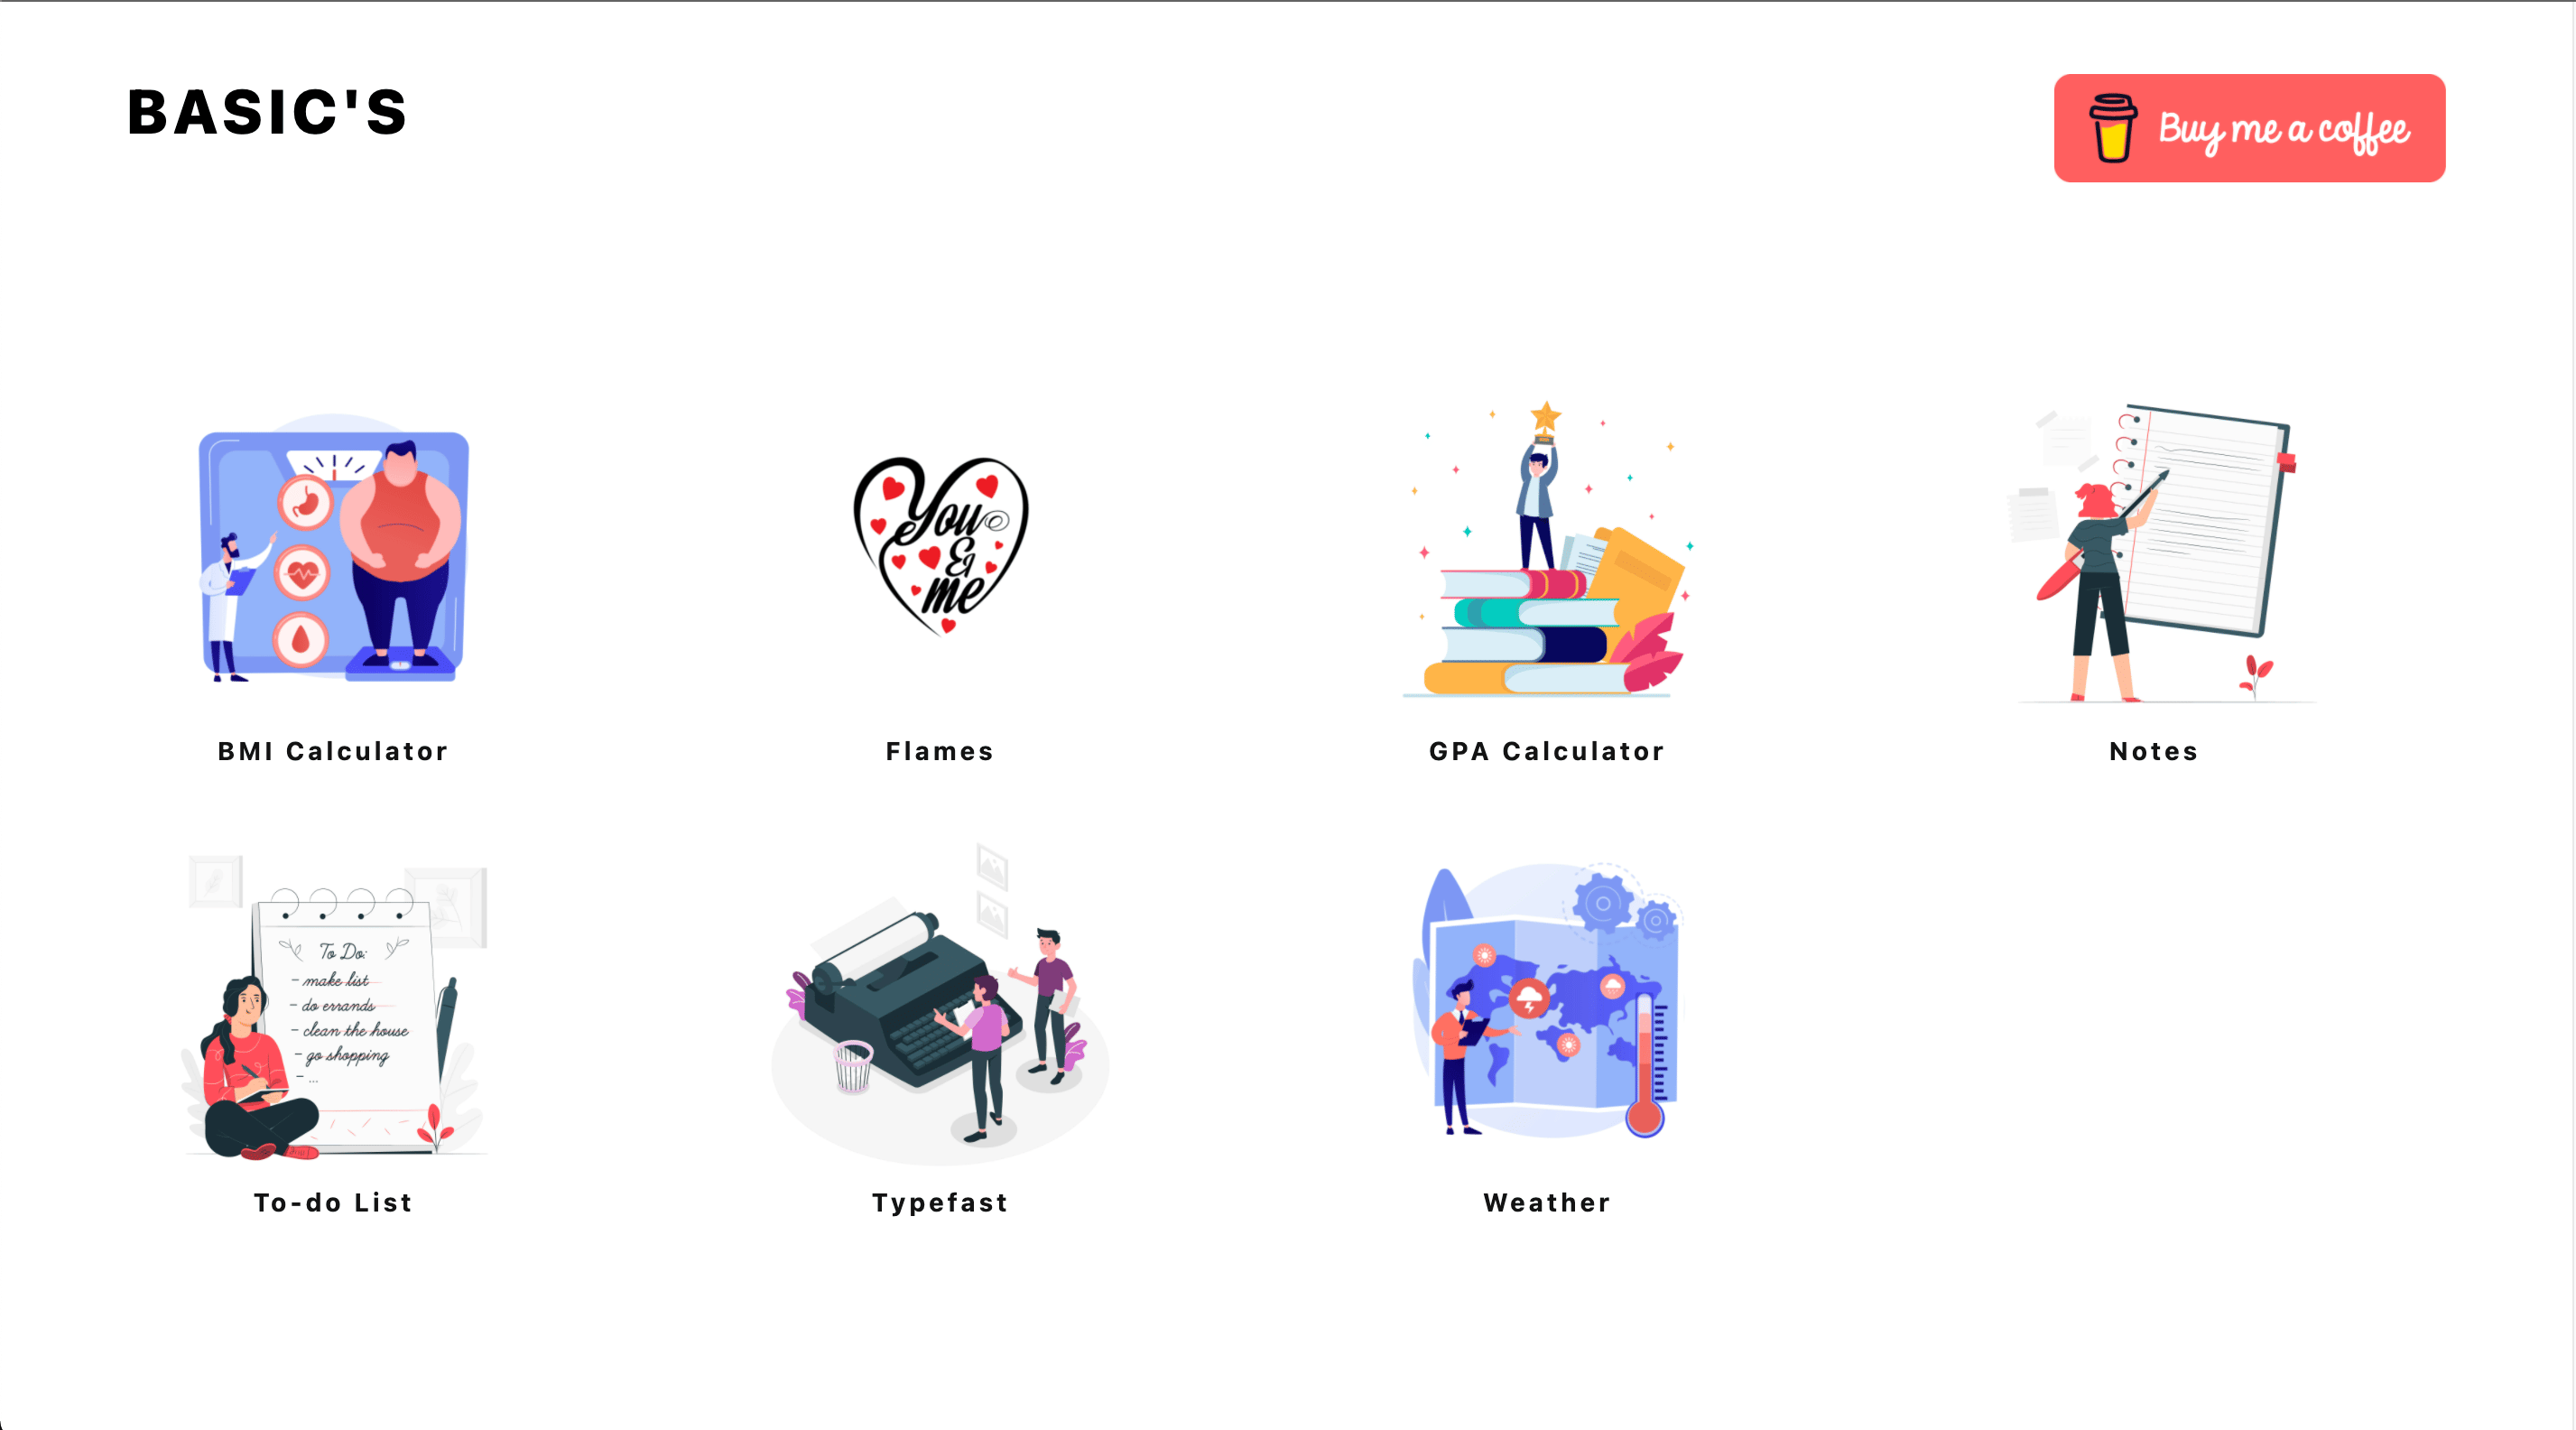 BASIC'S
Buy me a coffee
You
&
me
BMI Calculator
Flames
GPA Calculator
Notes
To Do:
- make list
- do errands
- clean the house
- go shopping
- ...
To-do List
Typefast
Weather